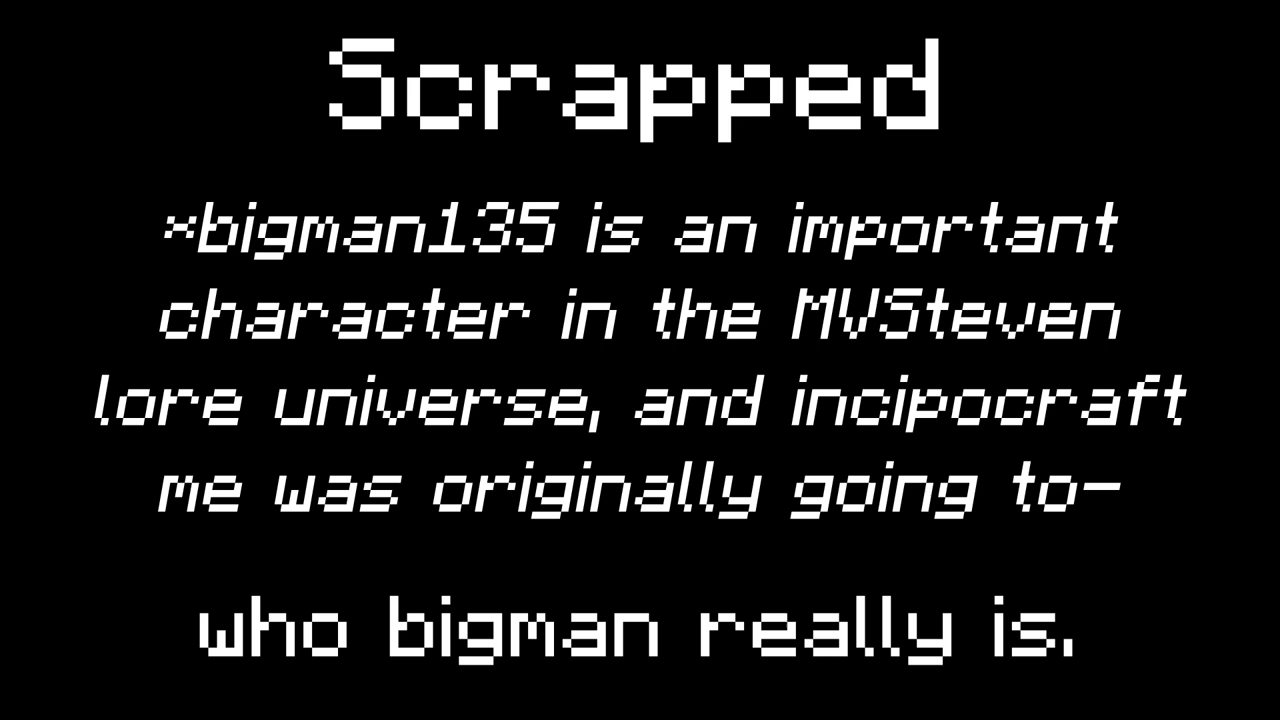 Scrapped
*bigman135 is an important
character in the MVSteven
lore universe, and incipocraft
me was originally going to-
who bigman really is.